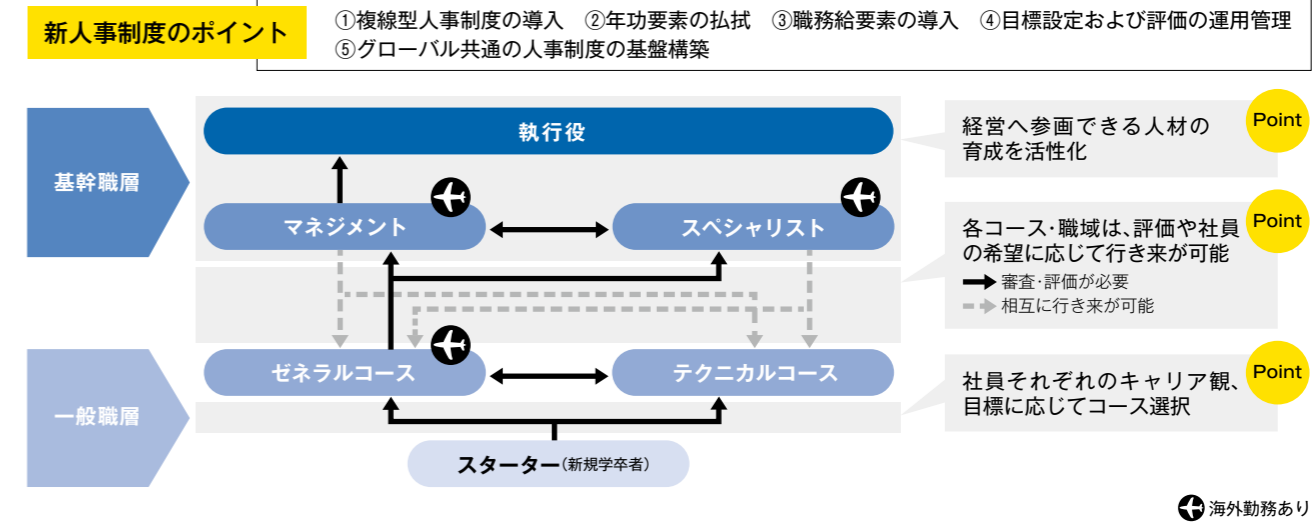 新人事制度のポイント
①複線型人事制度の導入 ②年功要素の払拭 ③職務給要素の導入 ④目標設定および評価の運用管理
⑤グローバル共通の人事制度の基盤構築
基幹職層
執行役
マネジメント
スペシャリスト
経営へ参画できる人材の
育成を活性化
Point
各コース・職域は、評価や社員
の希望に応じて行き来が可能
審査・評価が必要
相互に行き来が可能
Point
一般職層
ゼネラルコース
テクニカルコース
スターター(新規学卒者)
社員それぞれのキャリア観、
目標に応じてコース選択
Point
海外勤務あり